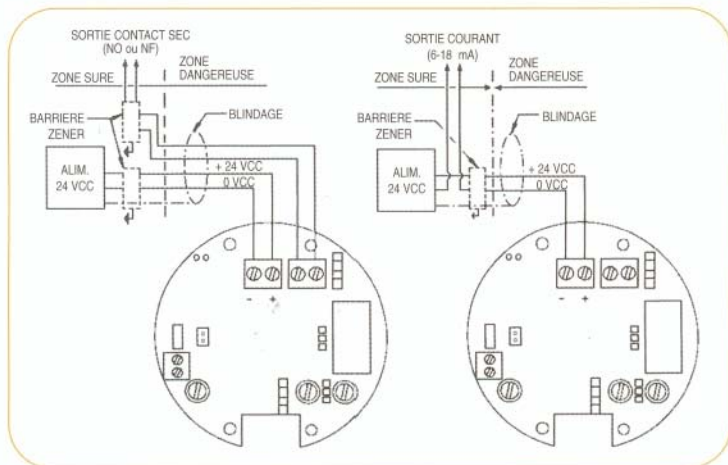 SORTIE CONTACT SEC
(NO ou NF)
ZONE SURE
ZONE
DANGEREUSE
BARRIERE
ZENER
BLINDAGE
ALIM.
24 VCC
+ 24 VCC
0 VCC
- +
SORTIE COURANT
(6-18 mA)
ZONE SURE
ZONE
DANGEREUSE
BARRIERE
ZENER
BLINDAGE
ALIM.
24 VCC
+ 24 VCC
0 VCC
- +